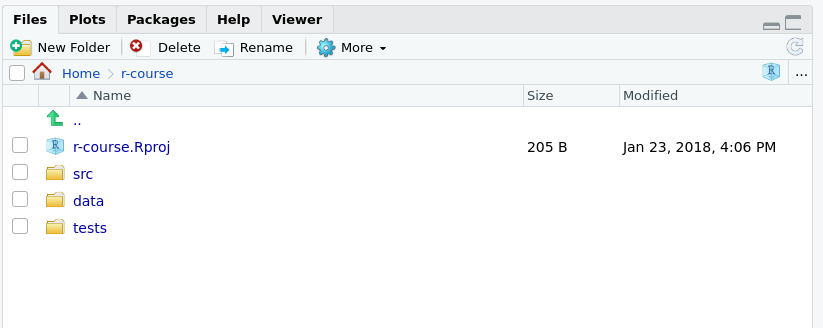 Files Plots Packages Help Viewer
New Folder Delete Rename More
Home r-course R ...
Name Size Modified
..
R r-course.Rproj 205 B Jan 23, 2018, 4:06 PM
src
data
tests